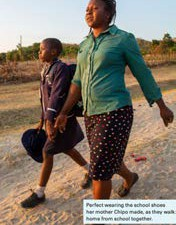 Perfect wearing the school shoes
her mother Chipo made, as they walk
home from school together.